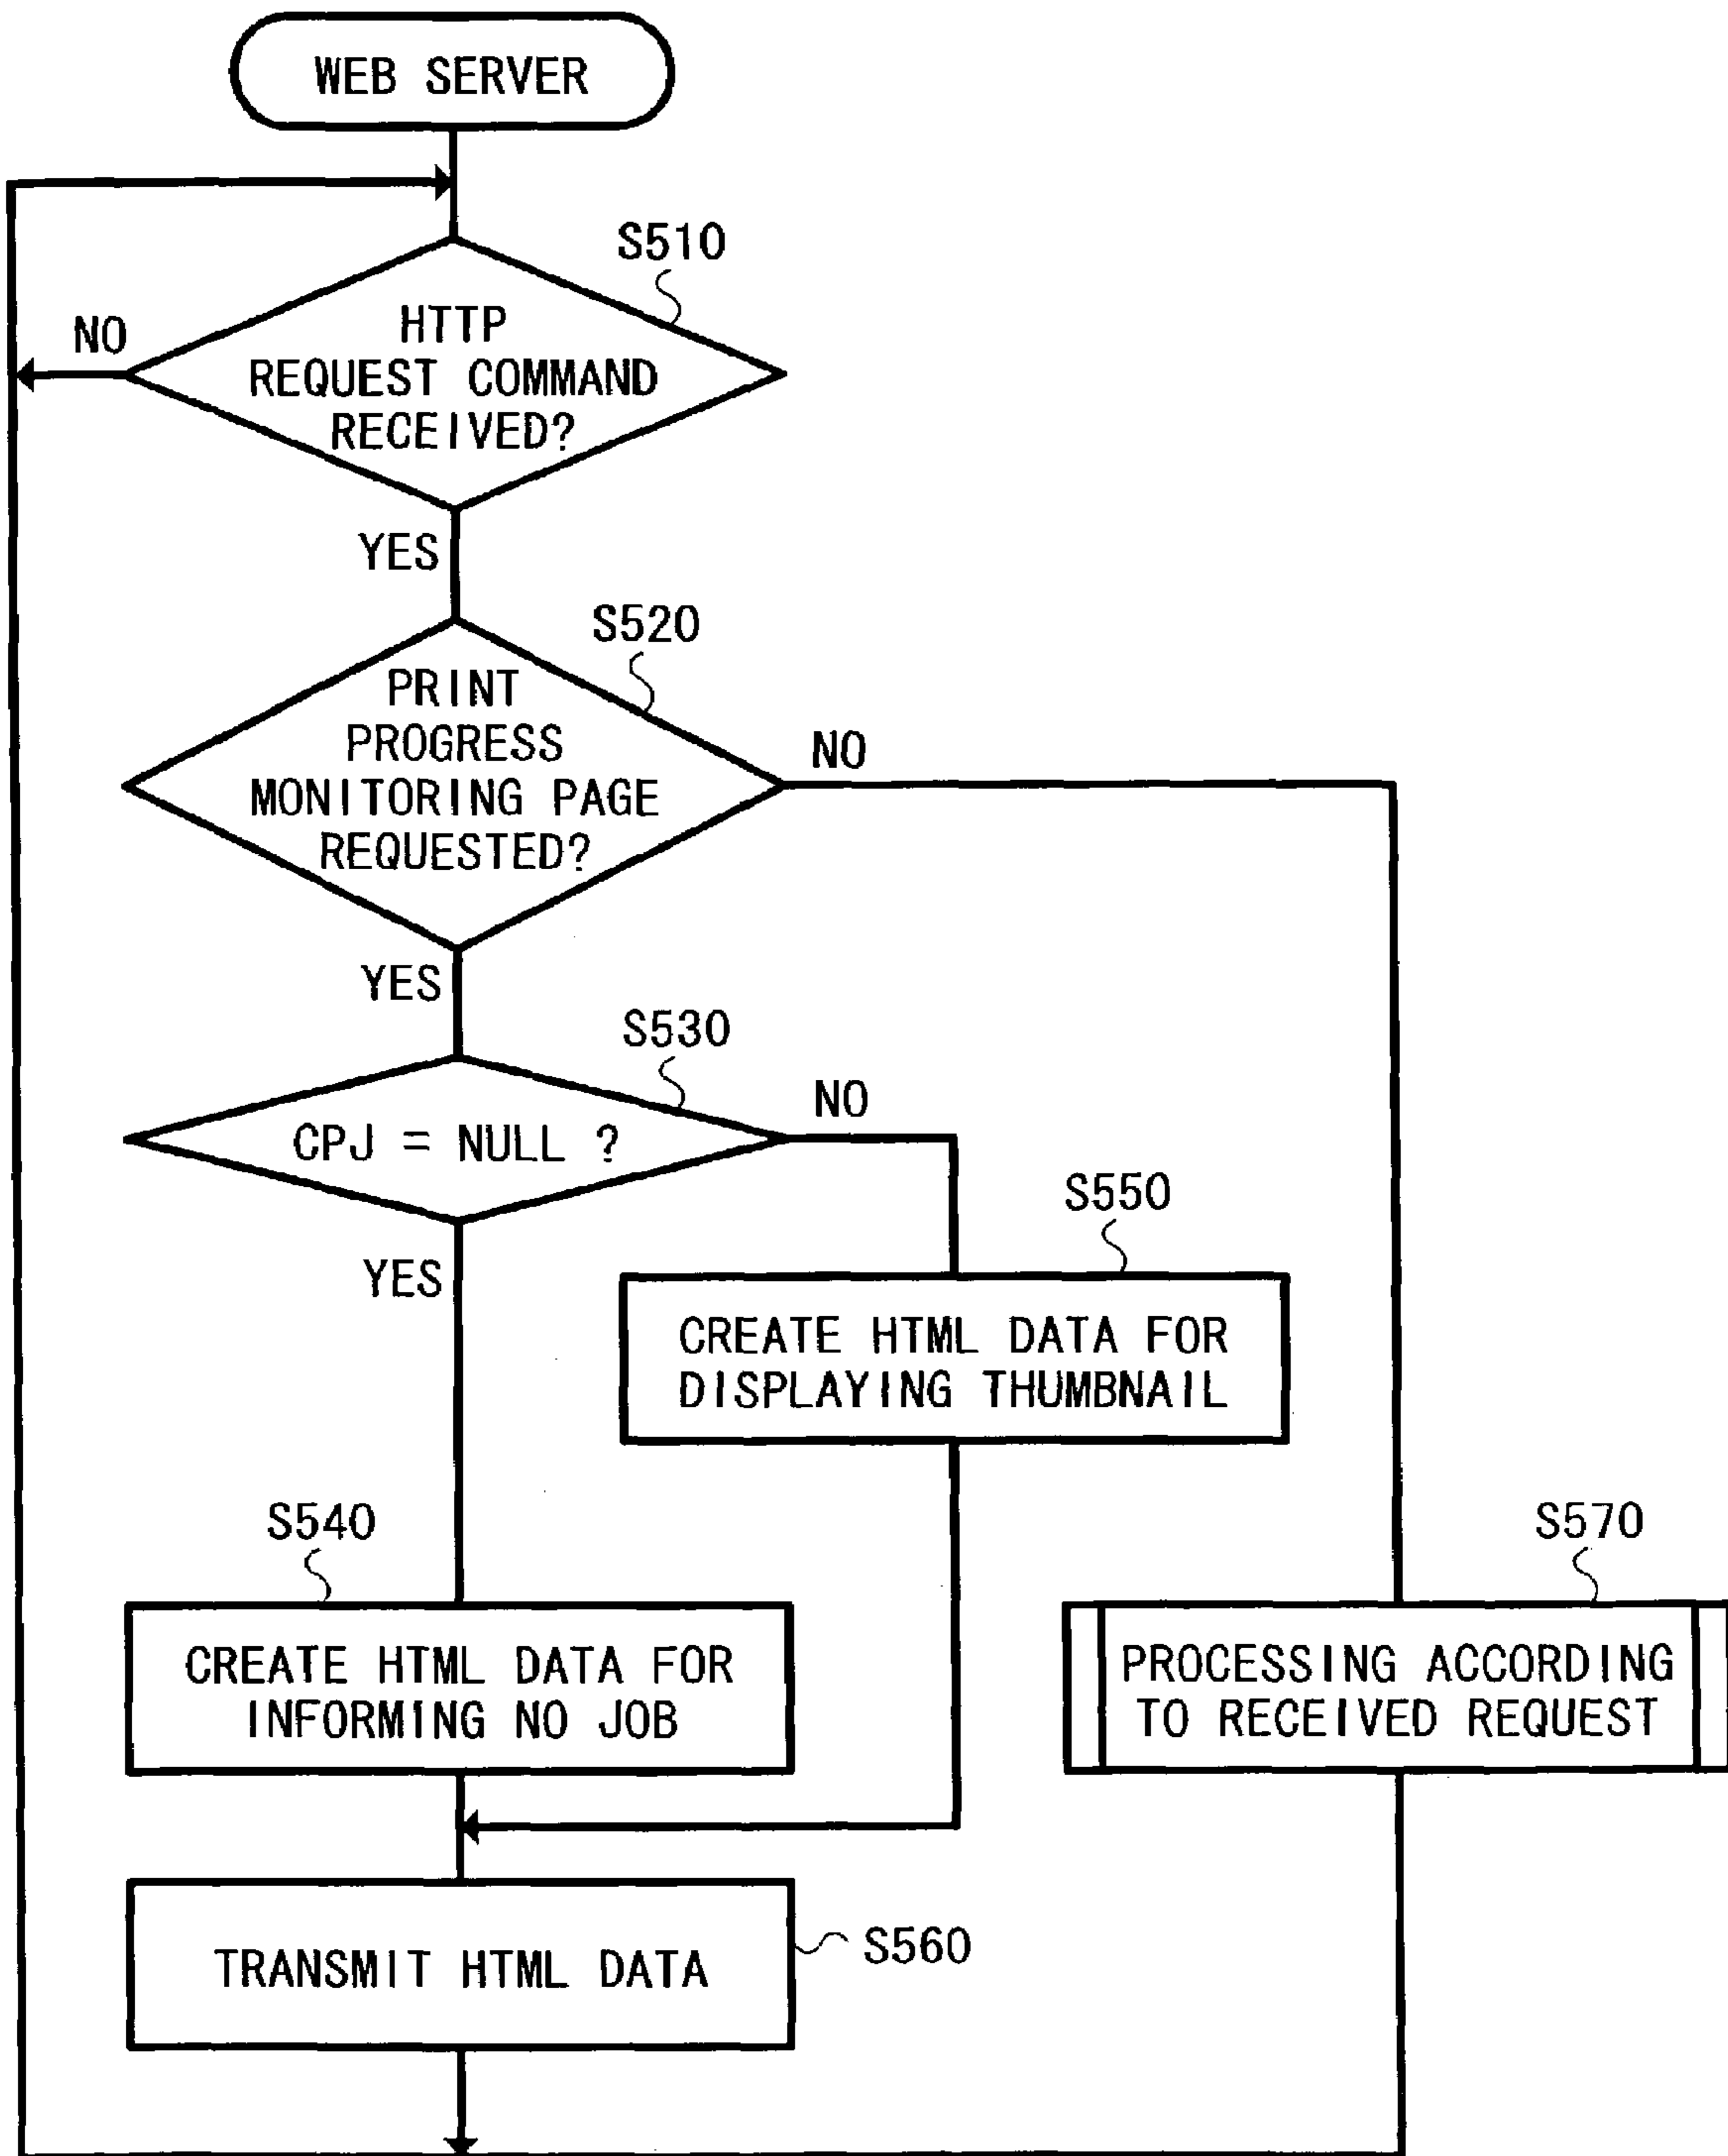 WEB SERVER
S510
NO
HTTP
REQUEST COMMAND
RECEIVED?
YES
S520
PRINT
PROGRESS
MONITORING PAGE
REQUESTED?
NO
YES
S530
NO
CPJ = NULL ?
YES
S550
CREATE HTML DATA FOR
DISPLAYING THUMBNAIL
S540
CREATE HTML DATA FOR
INFORMING NO JOB
S570
PROCESSING ACCORDING
TO RECEIVED REQUEST
TRANSMIT HTML DATA
S560